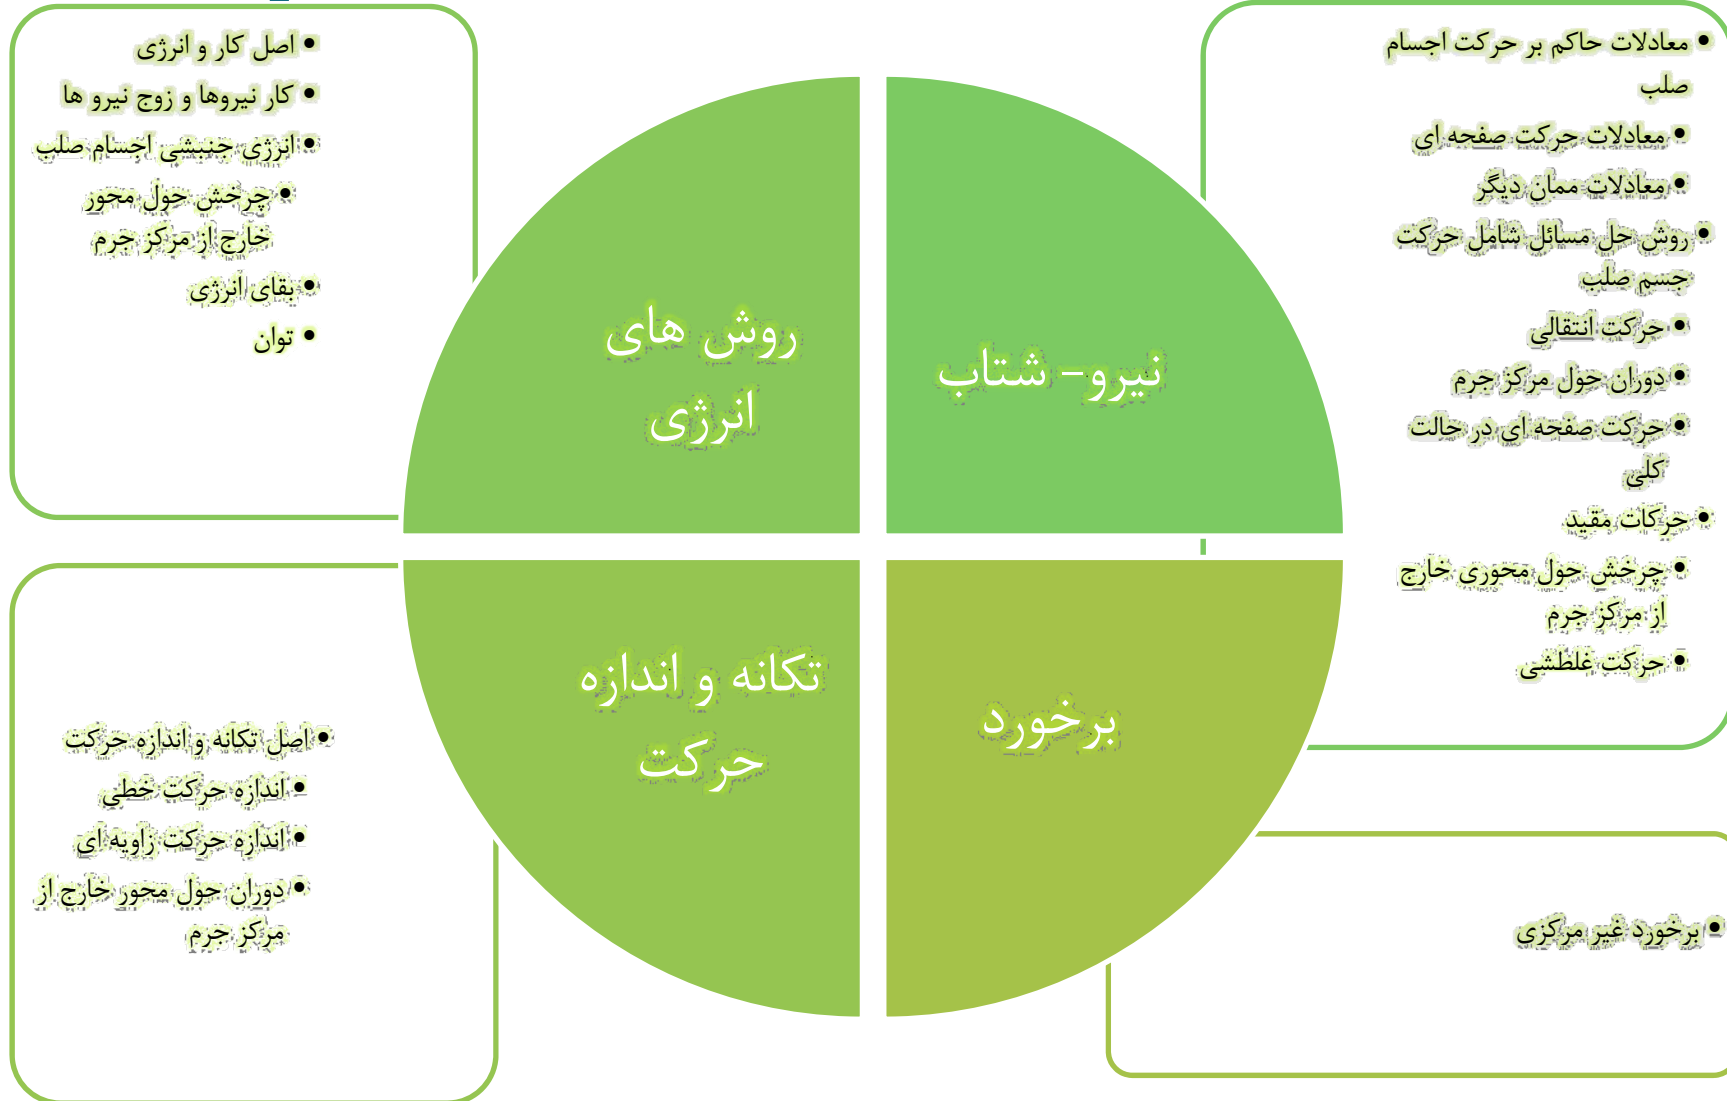 • معادلات حاکم بر حرکت اجسام
صلب
• معادلات حرکت صفحه ای
• معادلات ممان دیگر
• روش حل مسائل شامل حرکت
جسم صلب
• حرکت انتقالی
• دوران حول مرکز جرم
• حرکت صفحه ای در حالت
کلی
• حرکات مقید
• چرخش حول محوری خارج
از مرکز جرم
• حرکت غلطشی
نیرو– شتاب
روش های
انرژی
• اصل کار و انرژی
• کار نیروها و زوج نیرو ها
• انرژی جنبشی اجسام صلب
• چرخش حول محور
خارج از مرکز جرم
• بقای انرژی
• توان
برخورد
• برخورد غیر مرکزی
تکانه و اندازه
حرکت
• اصل تکانه و اندازه حرکت
• اندازه حرکت خطی
• اندازه حرکت زاویه ای
• دوران حول محور خارج از
مرکز جرم